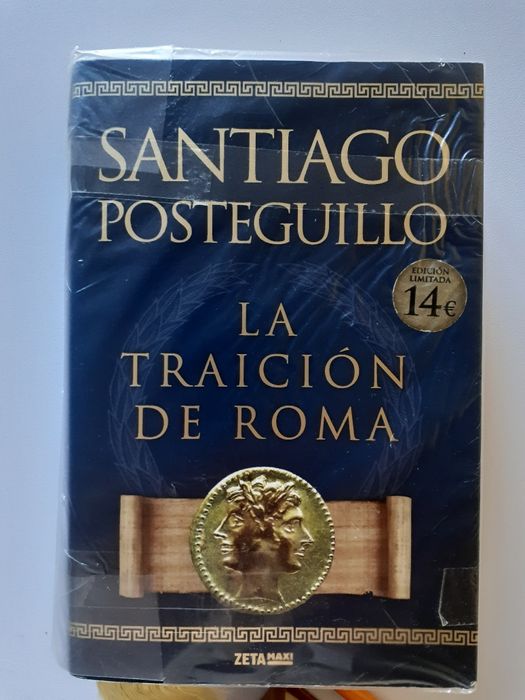 SANTIAGO
POSTEGUILLO
EDICIÓN
LIMITADA
14€
LA
TRAICIÓN
DE ROMA
ZETA MAXI